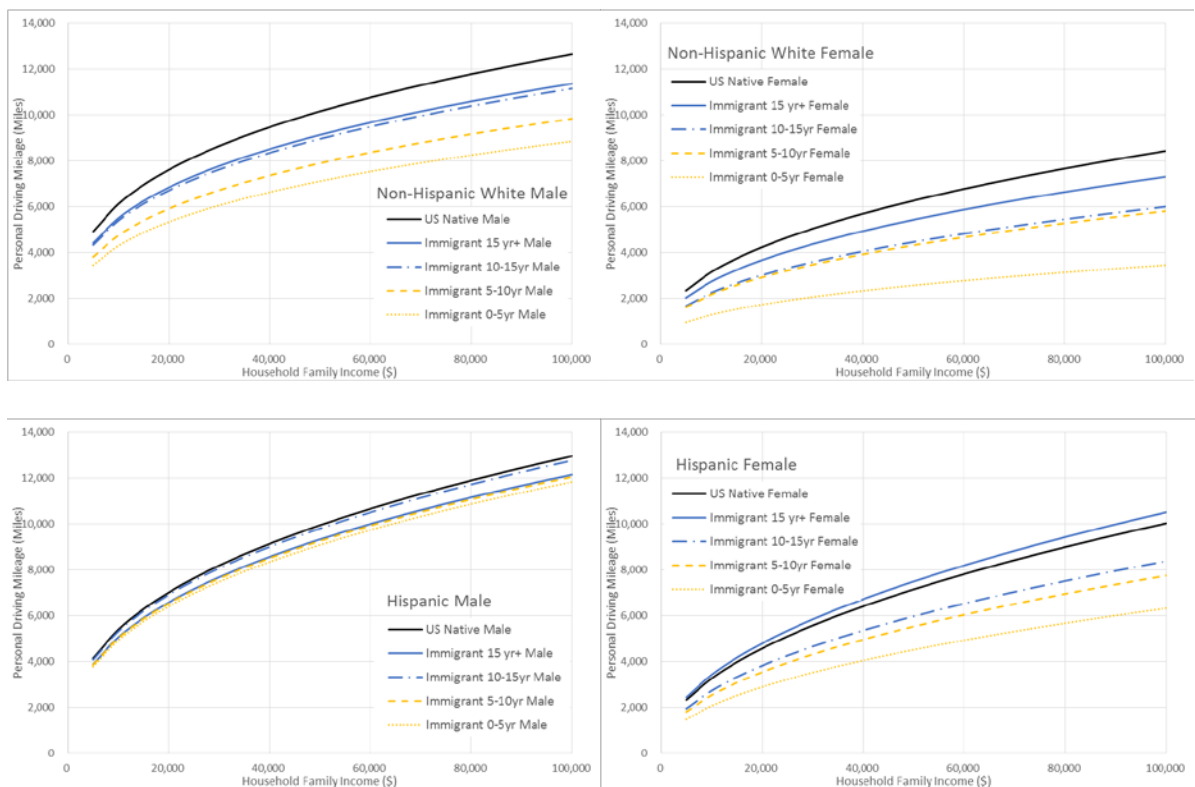 14,000
12,000
10,000
8,000
6,000
4,000
2,000
0
Personal Driving Mileage (Miles)
Non-Hispanic White Male
US Native Male
Immigrant 15 yr+ Male
Immigrant 10-15yr Male
Immigrant 5-10yr Male
Immigrant 0-5yr Male
0 20,000 40,000 60,000 80,000 100,000
Household Family Income ($)
14,000
12,000
10,000
8,000
6,000
4,000
2,000
0
Personal Driving Mileage (Miles)
Non-Hispanic White Female
US Native Female
Immigrant 15 yr+ Female
Immigrant 10-15yr Female
Immigrant 5-10yr Female
Immigrant 0-5yr Female
0 20,000 40,000 60,000 80,000 100,000
Household Family Income ($)
14,000
12,000
10,000
8,000
6,000
4,000
2,000
0
Personal Driving Mileage (Miles)
Hispanic Male
US Native Male
Immigrant 15 yr+ Male
Immigrant 10-15yr Male
Immigrant 5-10yr Male
Immigrant 0-5yr Male
0 20,000 40,000 60,000 80,000 100,000
Household Family Income ($)
14,000
12,000
10,000
8,000
6,000
4,000
2,000
0
Personal Driving Mileage (Miles)
Hispanic Female
US Native Female
Immigrant 15 yr+ Female
Immigrant 10-15yr Female
Immigrant 5-10yr Female
Immigrant 0-5yr Female
0 20,000 40,000 60,000 80,000 100,000
Household Family Income ($)